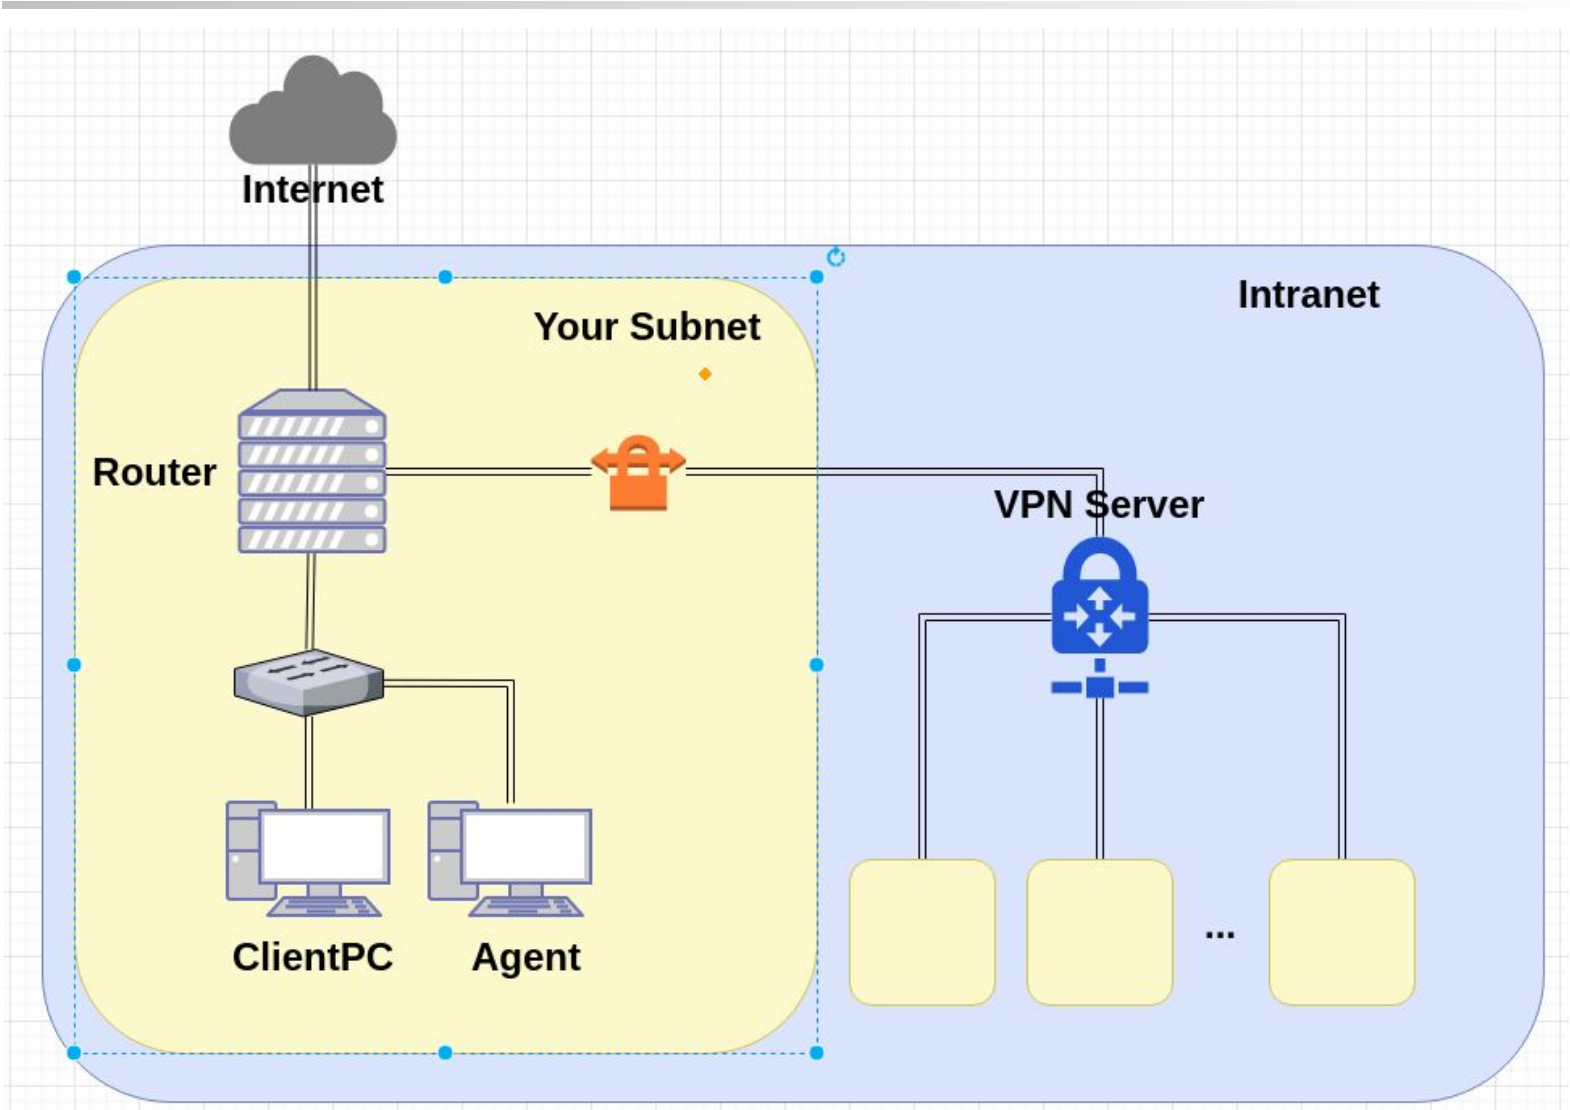 Internet
Intranet
Your Subnet
Router
VPN Server
...
ClientPC
Agent